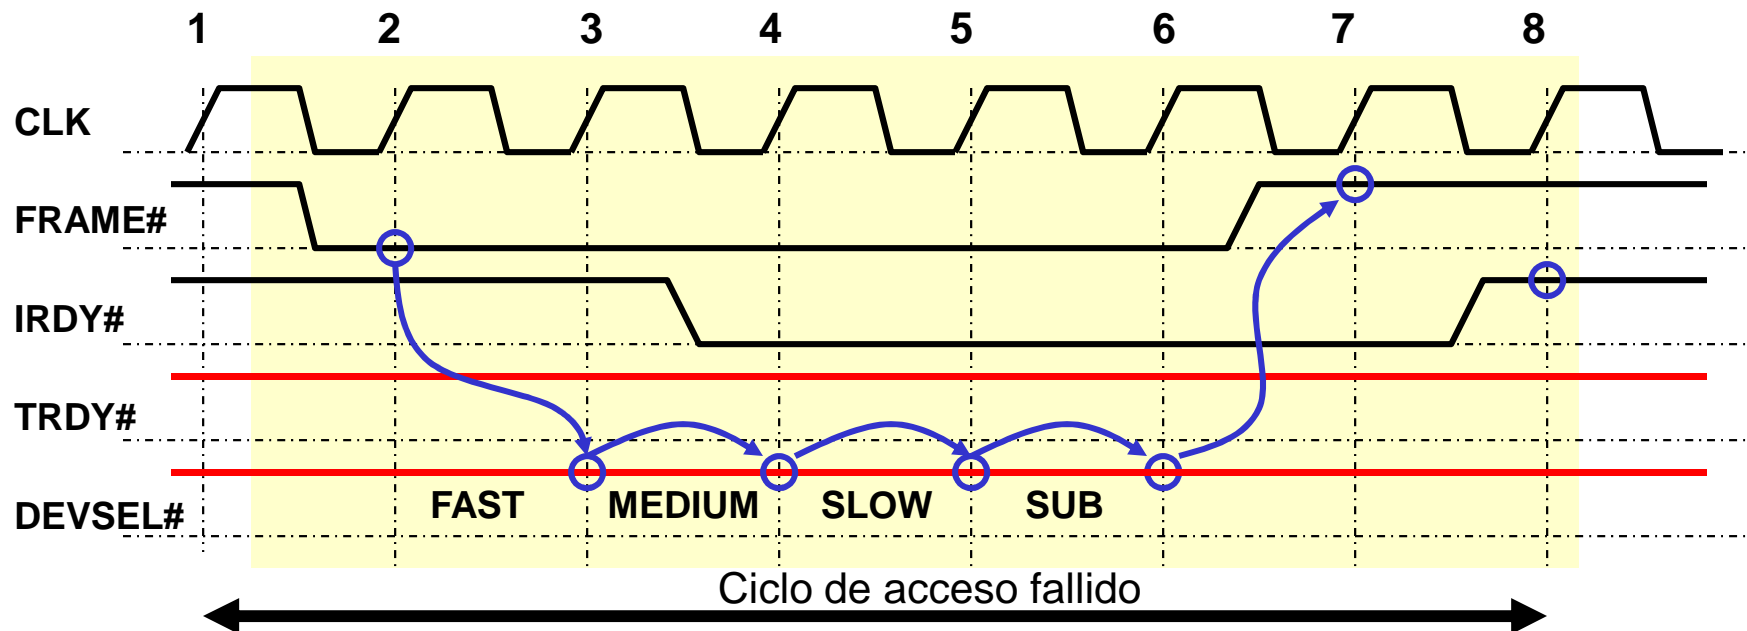 1 2 3 4 5 6 7 8
CLK
FRAME#
IRDY#
TRDY#
FAST MEDIUM SLOW SUB
DEVSEL#
Ciclo de acceso fallido